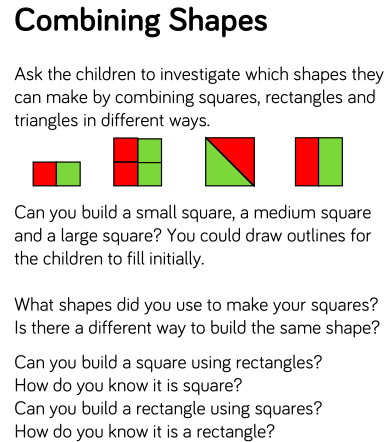 Combining Shapes
Ask the children to investigate which shapes they
can make by combining squares, rectangles and
triangles in different ways.
Can you build a small square, a medium square
and a large square? You could draw outlines for
the children to fill initially.
What shapes did you use to make your squares?
Is there a different way to build the same shape?
Can you build a square using rectangles?
How do you know it is square?
Can you build a rectangle using squares?
How do you know it is a rectangle?